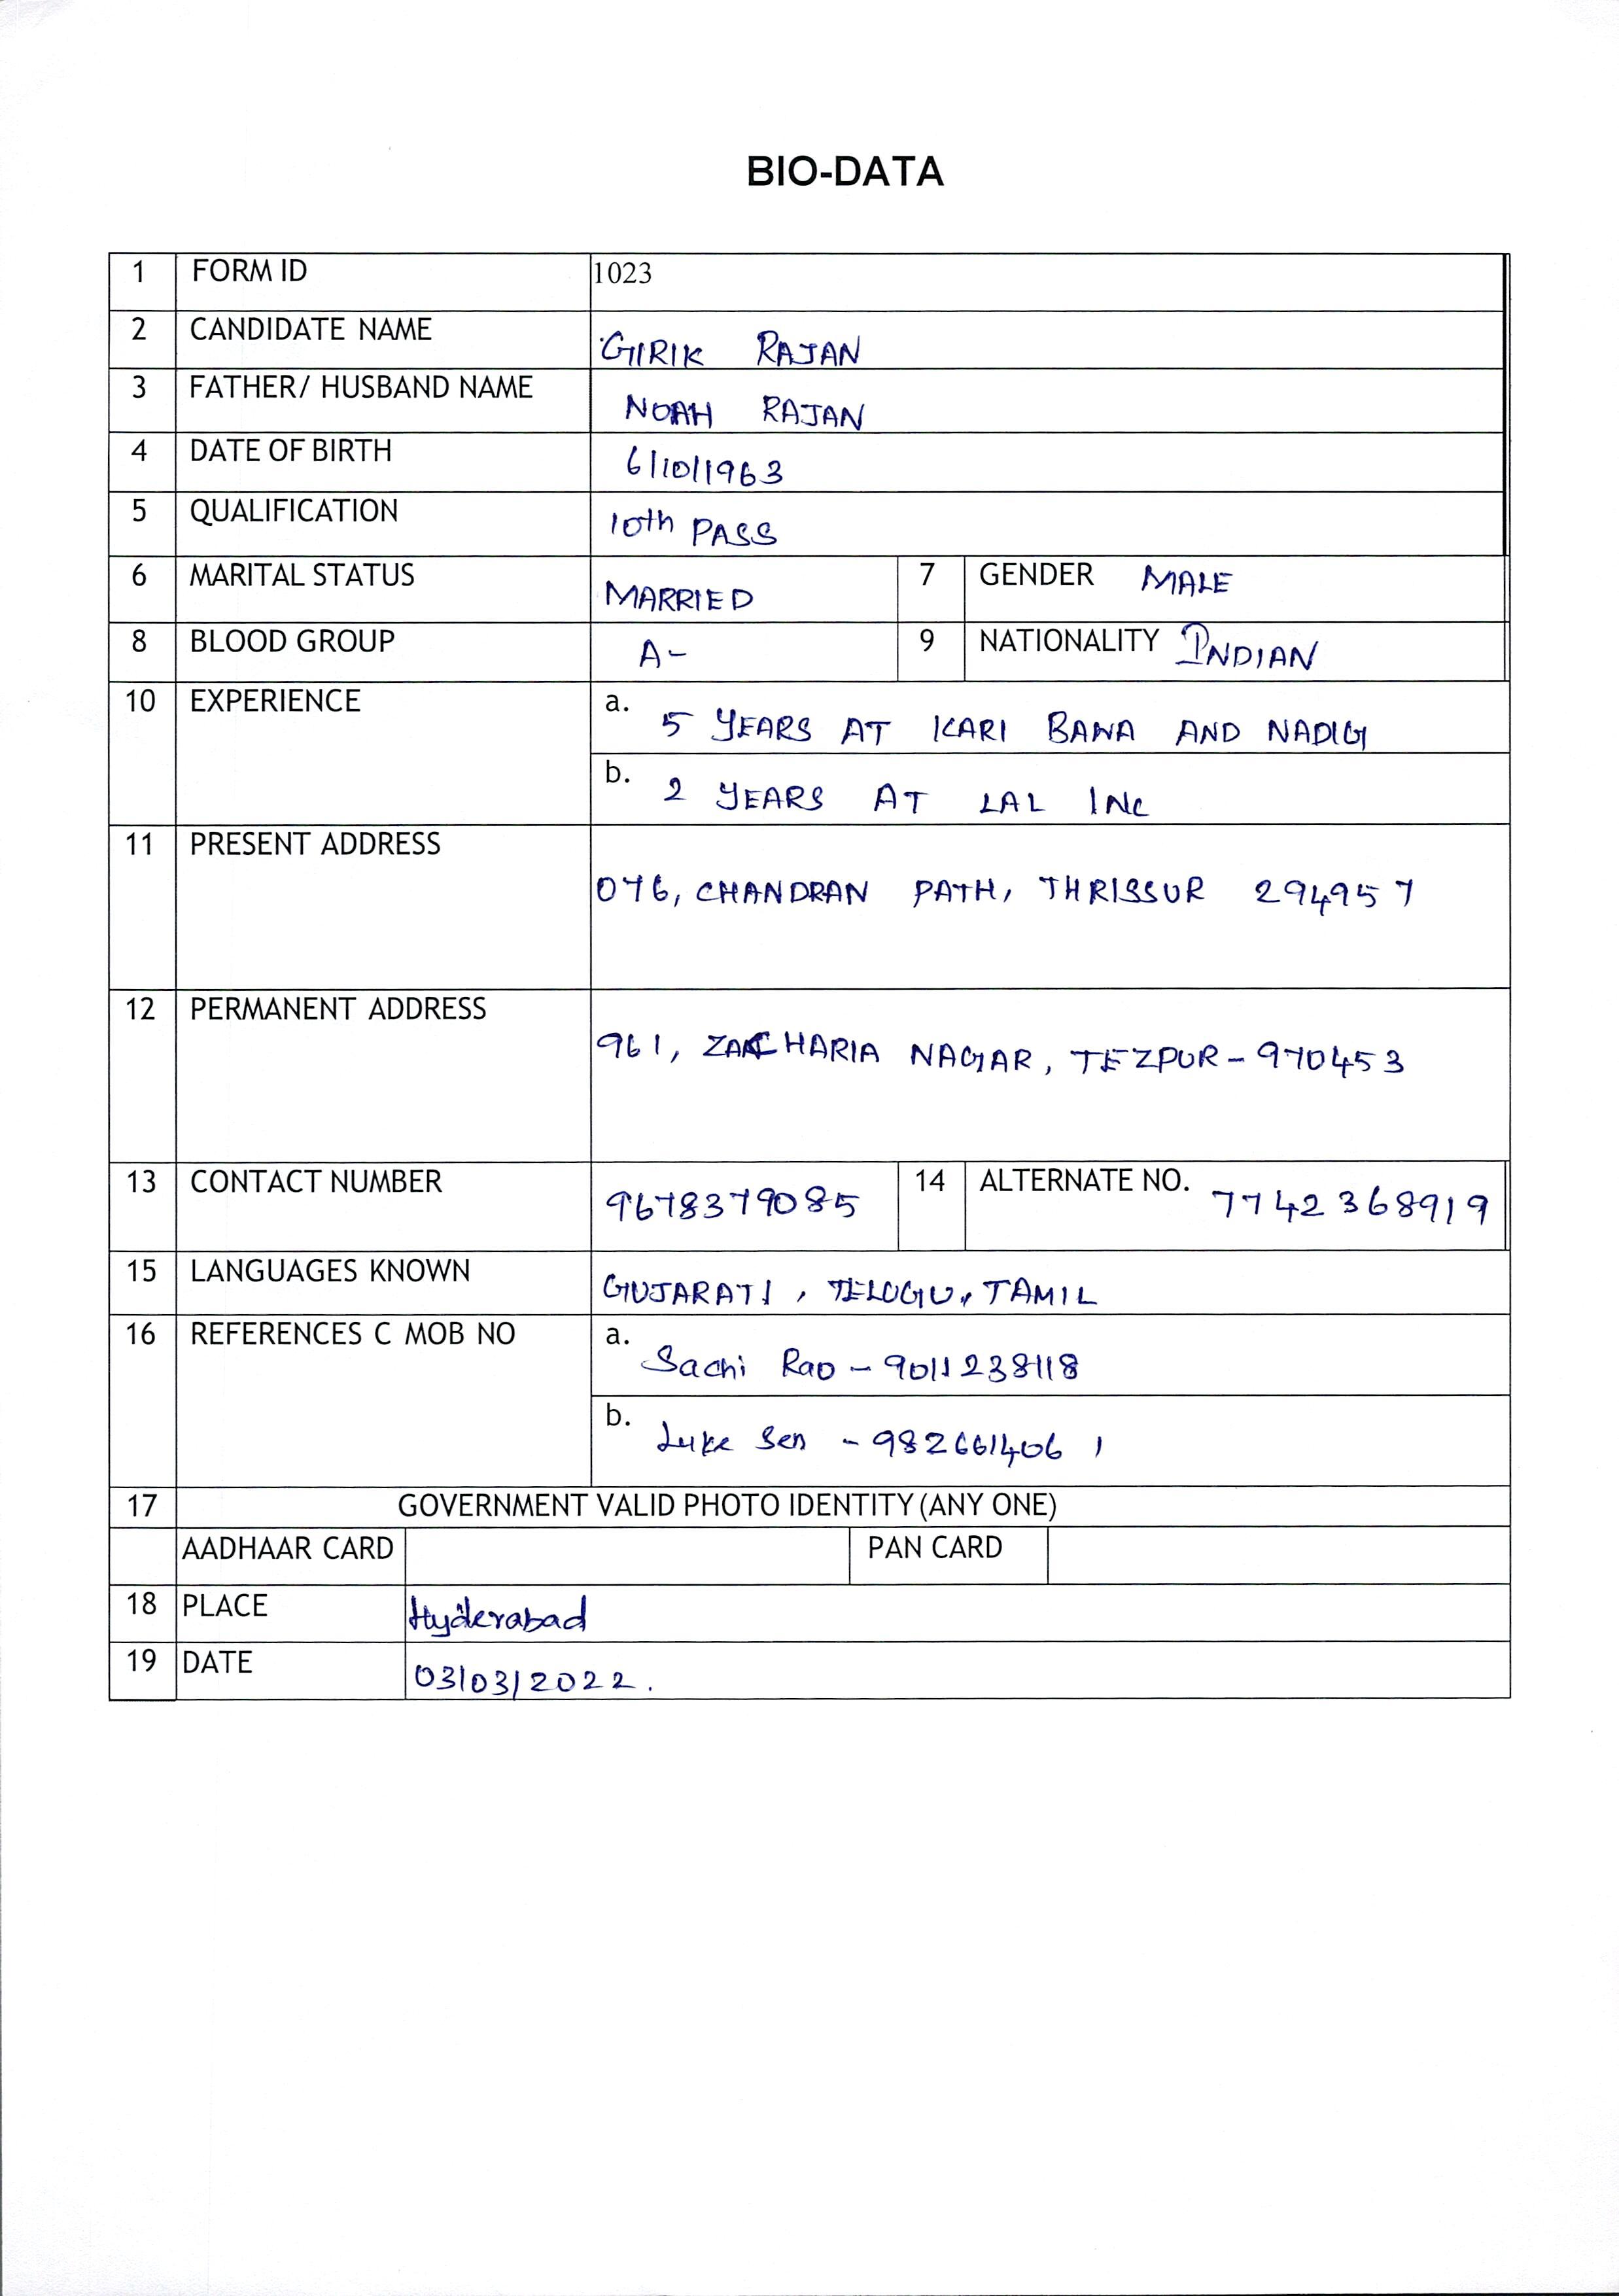 BIO-DATA
1 FORM ID 1023
2 CANDIDATE NAME GIRIK RAJAN
3 FATHER/ HUSBAND NAME NOAH RAJAN
4 DATE OF BIRTH 6/10/1963
5 QUALIFICATION 10th PASS
6 MARITAL STATUS MARRIED 7 GENDER MALE
8 BLOOD GROUP A- 9 NATIONALITY INDIAN
10 EXPERIENCE a. 5 YEARS AT KARI BAWA AND NADIG
b. 2 YEARS AT LAL INC
11 PRESENT ADDRESS 076, CHANDRAN PATH, THRISSUR 294957
12 PERMANENT ADDRESS 961, ZACHARIA NAGAR, TEZPUR - 970453
13 CONTACT NUMBER 9678379085 14 ALTERNATE NO. 7742368919
15 LANGUAGES KNOWN GUJARATI, TELUGU, TAMIL
16 REFERENCES C MOB NO a. Sachi Rao - 9011238118
b. Luke Sen - 9826614061
17 GOVERNMENT VALID PHOTO IDENTITY (ANY ONE)
AADHAAR CARD PAN CARD
18 PLACE Hyderabad
19 DATE 03/03/2022.